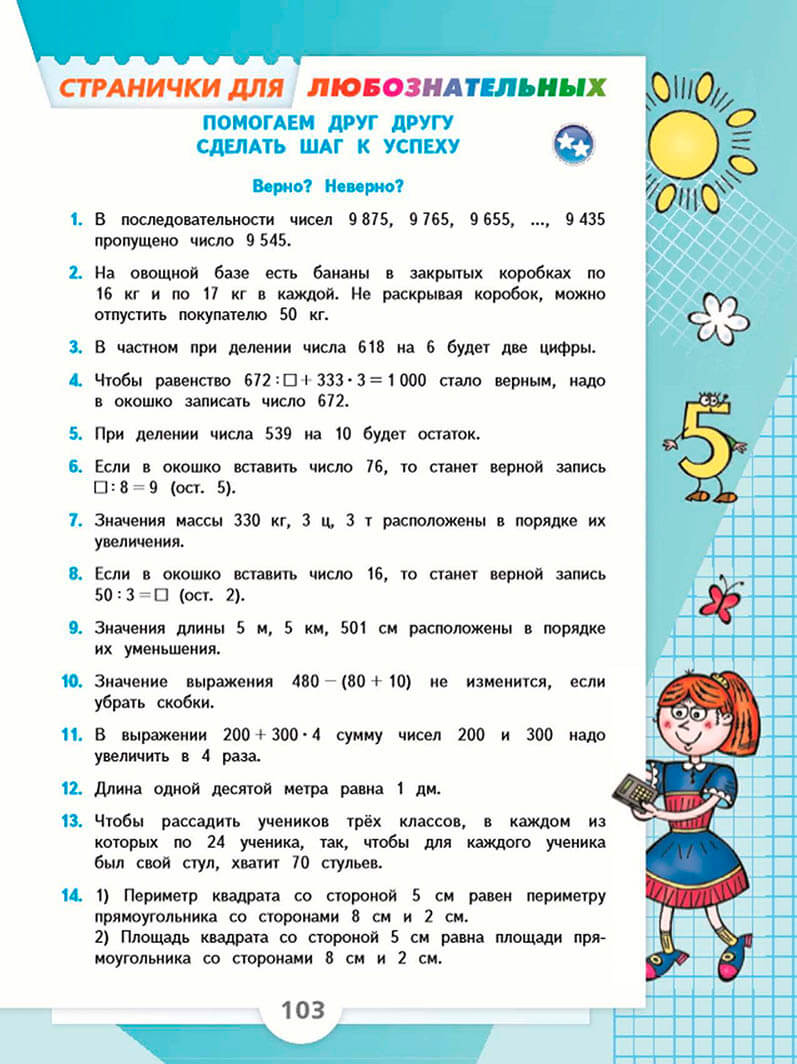 СТРАНИЧКИ ДЛЯ ЛЮБОЗНАТЕЛЬНЫХ
ПОМОГАЕМ ДРУГ ДРУГУ
СДЕЛАТЬ ШАГ К УСПЕХУ
Верно? Неверно?
1. В последовательности чисел 9 875, 9 765, 9 655, ..., 9 435
пропущено число 9 545.
2. На овощной базе есть бананы в закрытых коробках по
16 кг и по 17 кг в каждой. Не раскрывая коробок, можно
отпустить покупателю 50 кг.
3. В частном при делении числа 618 на 6 будет две цифры.
4. Чтобы равенство 672 : □ + 333 · 3 = 1 000 стало верным, надо
в окошко записать число 672.
5. При делении числа 539 на 10 будет остаток.
6. Если в окошко вставить число 76, то станет верной запись
□ : 8 = 9 (ост. 5).
7. Значения массы 330 кг, 3 ц, 3 т расположены в порядке их
увеличения.
8. Если в окошко вставить число 16, то станет верной запись
50 : 3 = □ (ост. 2).
9. Значения длины 5 м, 5 км, 501 см расположены в порядке
их уменьшения.
10. Значение выражения 480 − (80 + 10) не изменится, если
убрать скобки.
11. В выражении 200 + 300 · 4 сумму чисел 200 и 300 надо
увеличить в 4 раза.
12. Длина одной десятой метра равна 1 дм.
13. Чтобы рассадить учеников трёх классов, в каждом из
которых по 24 ученика, так, чтобы для каждого ученика
был свой стул, хватит 70 стульев.
14. 1) Периметр квадрата со стороной 5 см равен периметру
прямоугольника со сторонами 8 см и 2 см.
2) Площадь квадрата со стороной 5 см равна площади пря-
моугольника со сторонами 8 см и 2 см.
5
103